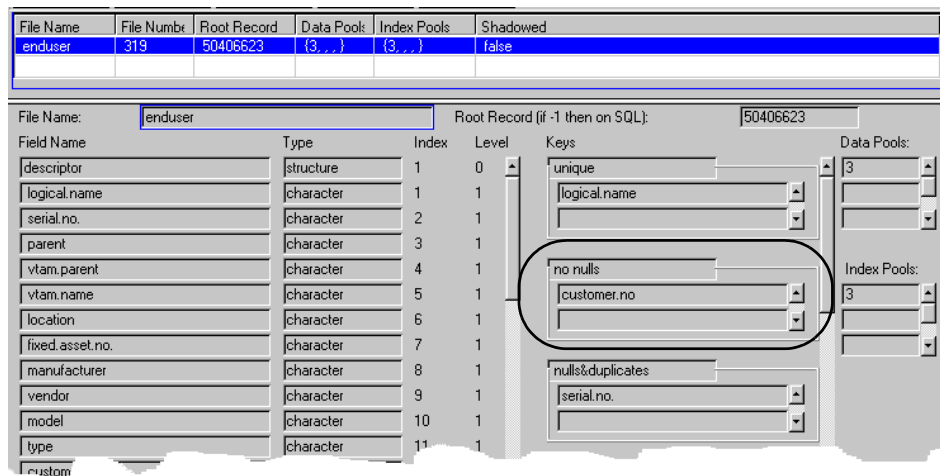 File Name File Numbe Root Record Data Pools Index Pools Shadowed
enduser 319 50406623 {3, , , } {3, , , } false
File Name: enduser Root Record (if -1 then on SQL): 50406623
Field Name Type Index Level Keys Data Pools:
descriptor structure 1 0 unique 3
logical.name character 1 1 logical.name
serial.no. character 2 1
parent character 3 1
vtam.parent character 4 1 no nulls Index Pools:
vtam.name character 5 1 customer.no 3
location character 6 1
fixed.asset.no. character 7 1
manufacturer character 8 1 nulls&duplicates
vendor character 9 1 serial.no.
model character 10 1
type character 11 1
custom